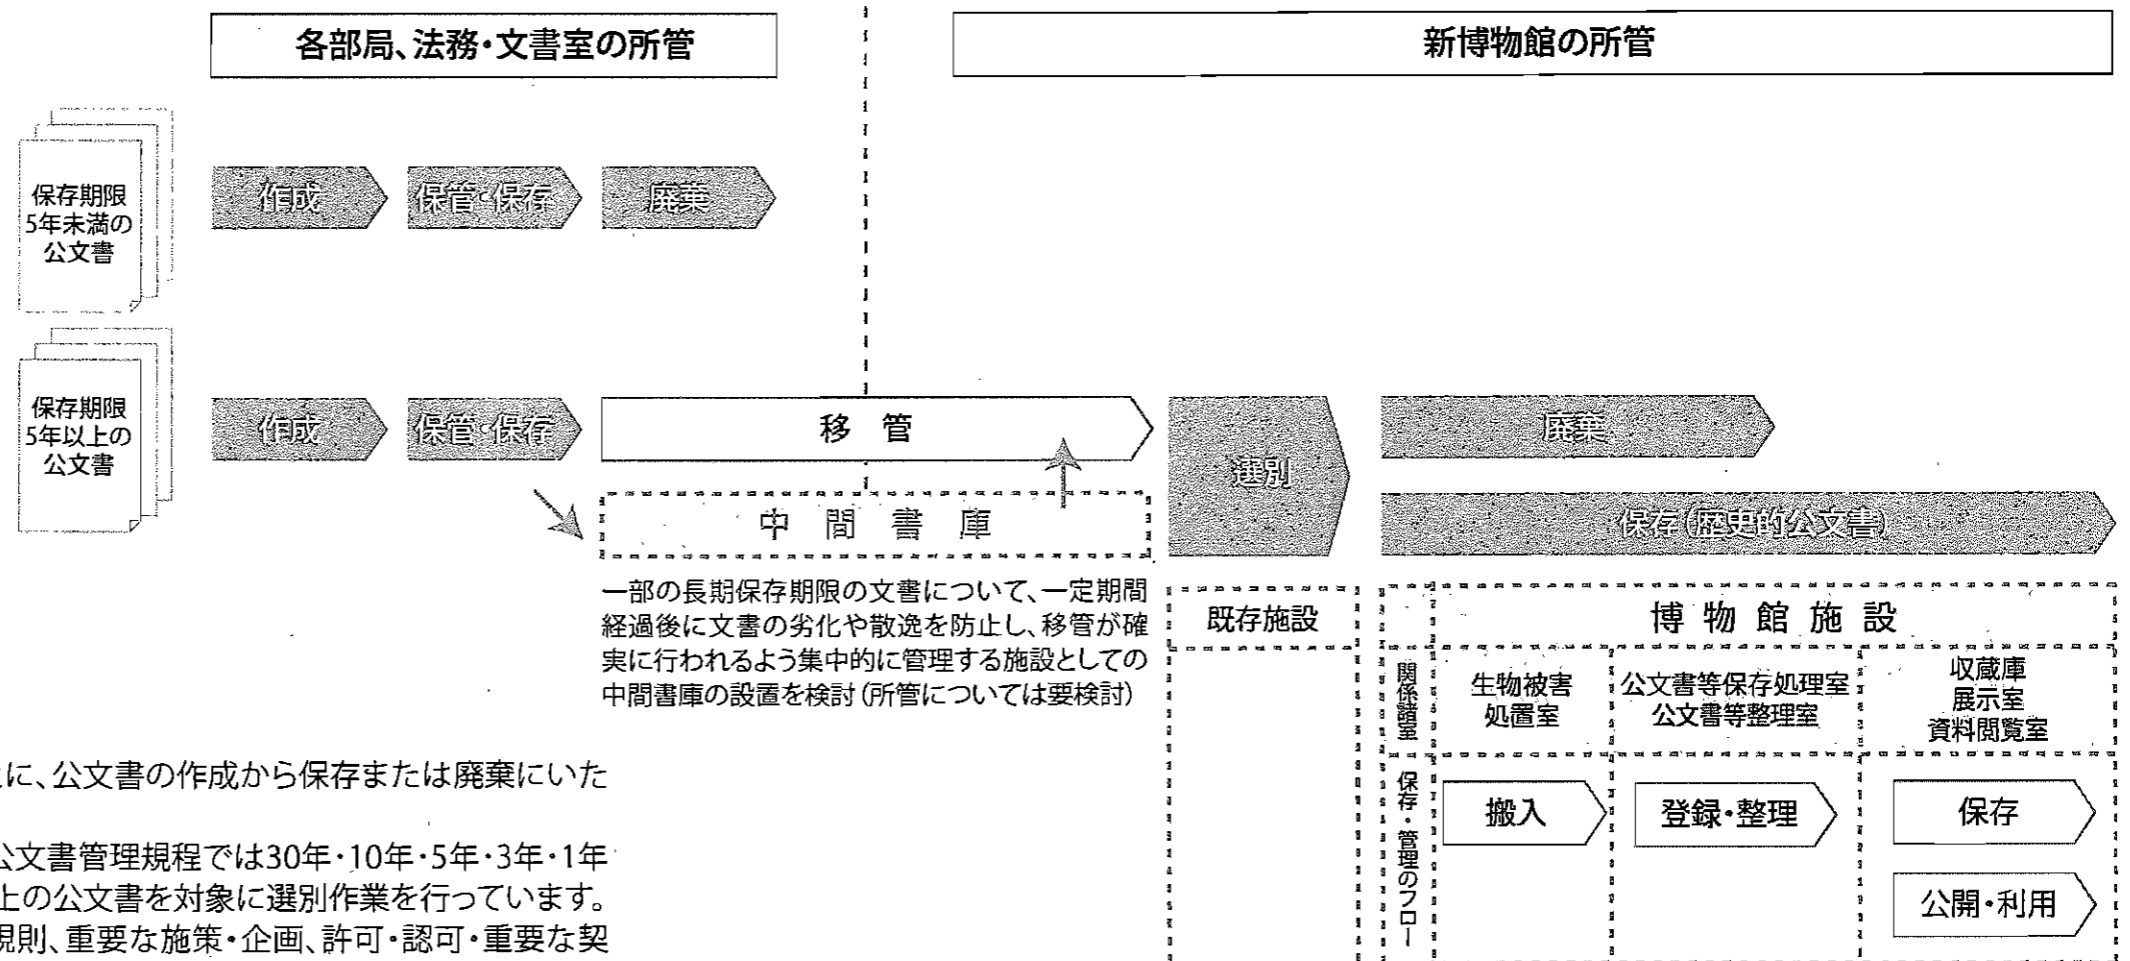 各部局、法務・文書室の所管
新博物館の所管
保存期限
5年未満の
公文書
作成
保管・保存
廃棄
保存期限
5年以上の
公文書
作成
保管・保存
移 管
選別
廃棄
保存(歴史的公文書)
中 間 書 庫
一部の長期保存期限の文書について、一定期間
経過後に文書の劣化や散逸を防止し、移管が確
実に行われるよう集中的に管理する施設としての
中間書庫の設置を検討(所管については要検討)
既存施設
博 物 館 施 設
関係諸室
生物被害
処置室
公文書等保存処理室
公文書等整理室
収蔵庫
展示室
資料閲覧室
保存・管理のフロー
搬入
登録・整理
保存
公開・利用
に、公文書の作成から保存または廃棄にいた
公文書管理規程では30年・10年・5年・3年・1年
上の公文書を対象に選別作業を行っています。
規則、重要な施策・企画、許可・認可・重要な契